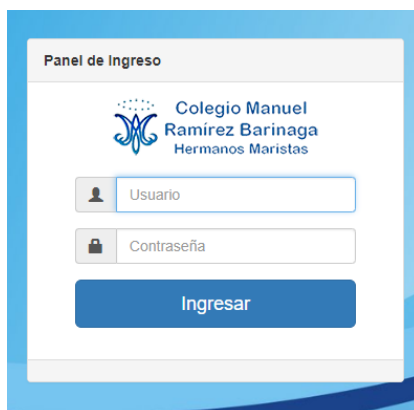 Panel de Ingreso
Colegio Manuel
Ramírez Barinaga
Hermanos Maristas
Usuario
Contraseña
Ingresar